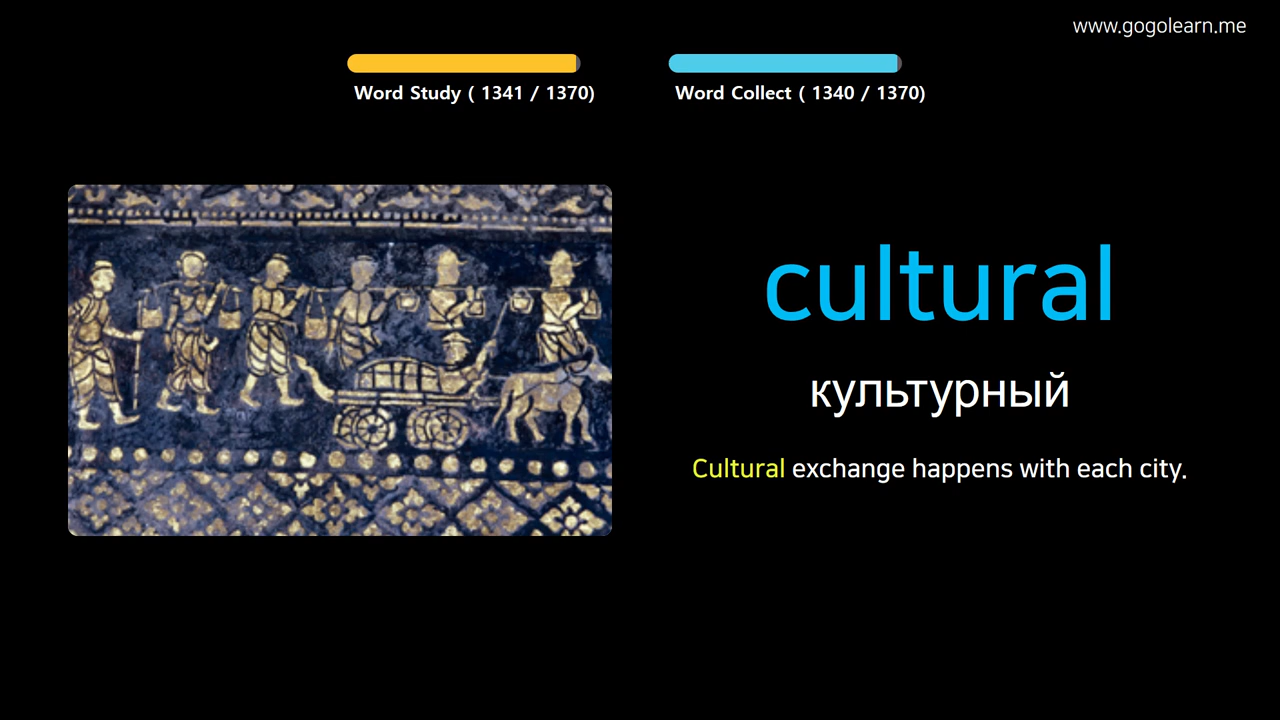 www.gogolearn.me
Word Study ( 1341 / 1370)
Word Collect ( 1340 / 1370)
cultural
культурный
Cultural exchange happens with each city.